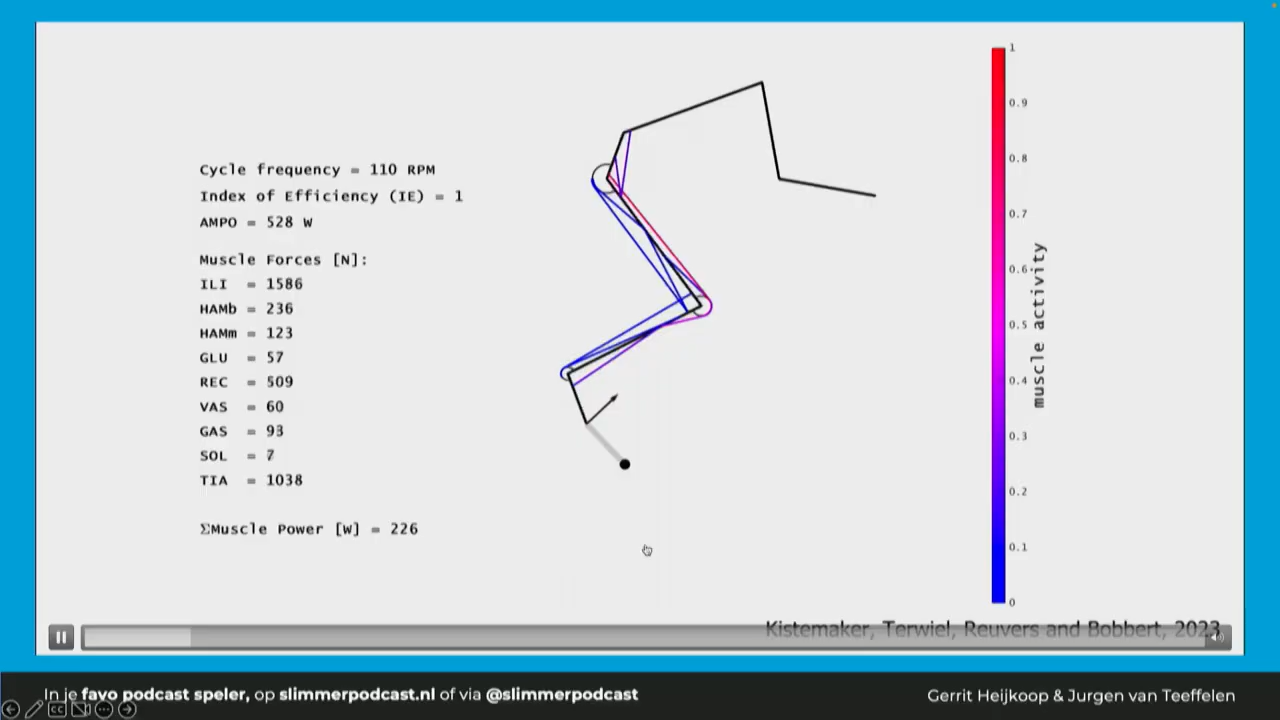 Cycle frequency = 110 RPM
Index of Efficiency (IE) = 1
AMPO = 528 W
Muscle Forces [N]:
ILI = 1586
HAMb = 236
HAMm = 123
GLU = 57
REC = 509
VAS = 60
GAS = 93
SOL = 7
TIA = 1038
ΣMuscle Power [W] = 226
1
0.9
0.8
0.7
0.6
0.5
0.4
0.3
0.2
0.1
0
muscle activity
Kistemaker, Terwiel, Reuvers and Bobbert, 2023
In je favo podcast speler, op slimmerpodcast.nl of via @slimmerpodcast
Gerrit Heijkoop & Jurgen van Teeffelen
CC